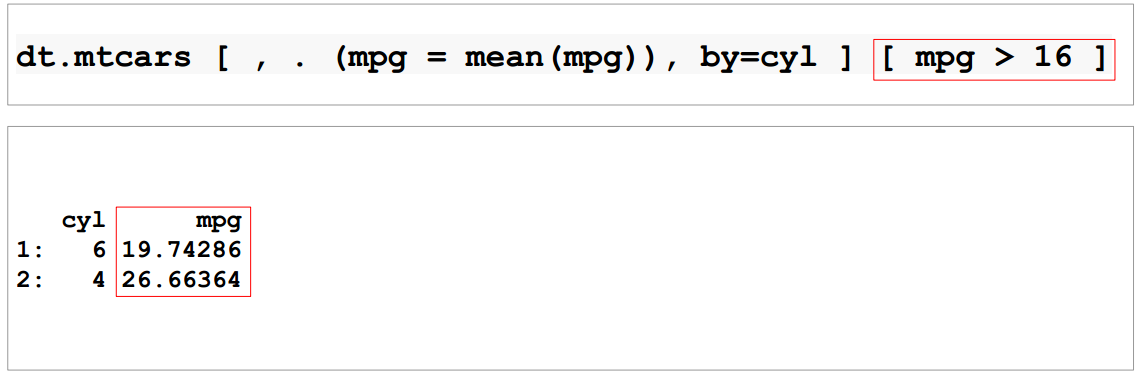 dt.mtcars [ , . (mpg = mean(mpg)), by=cyl ] [ mpg > 16 ]
cyl mpg
1: 6 19.74286
2: 4 26.66364